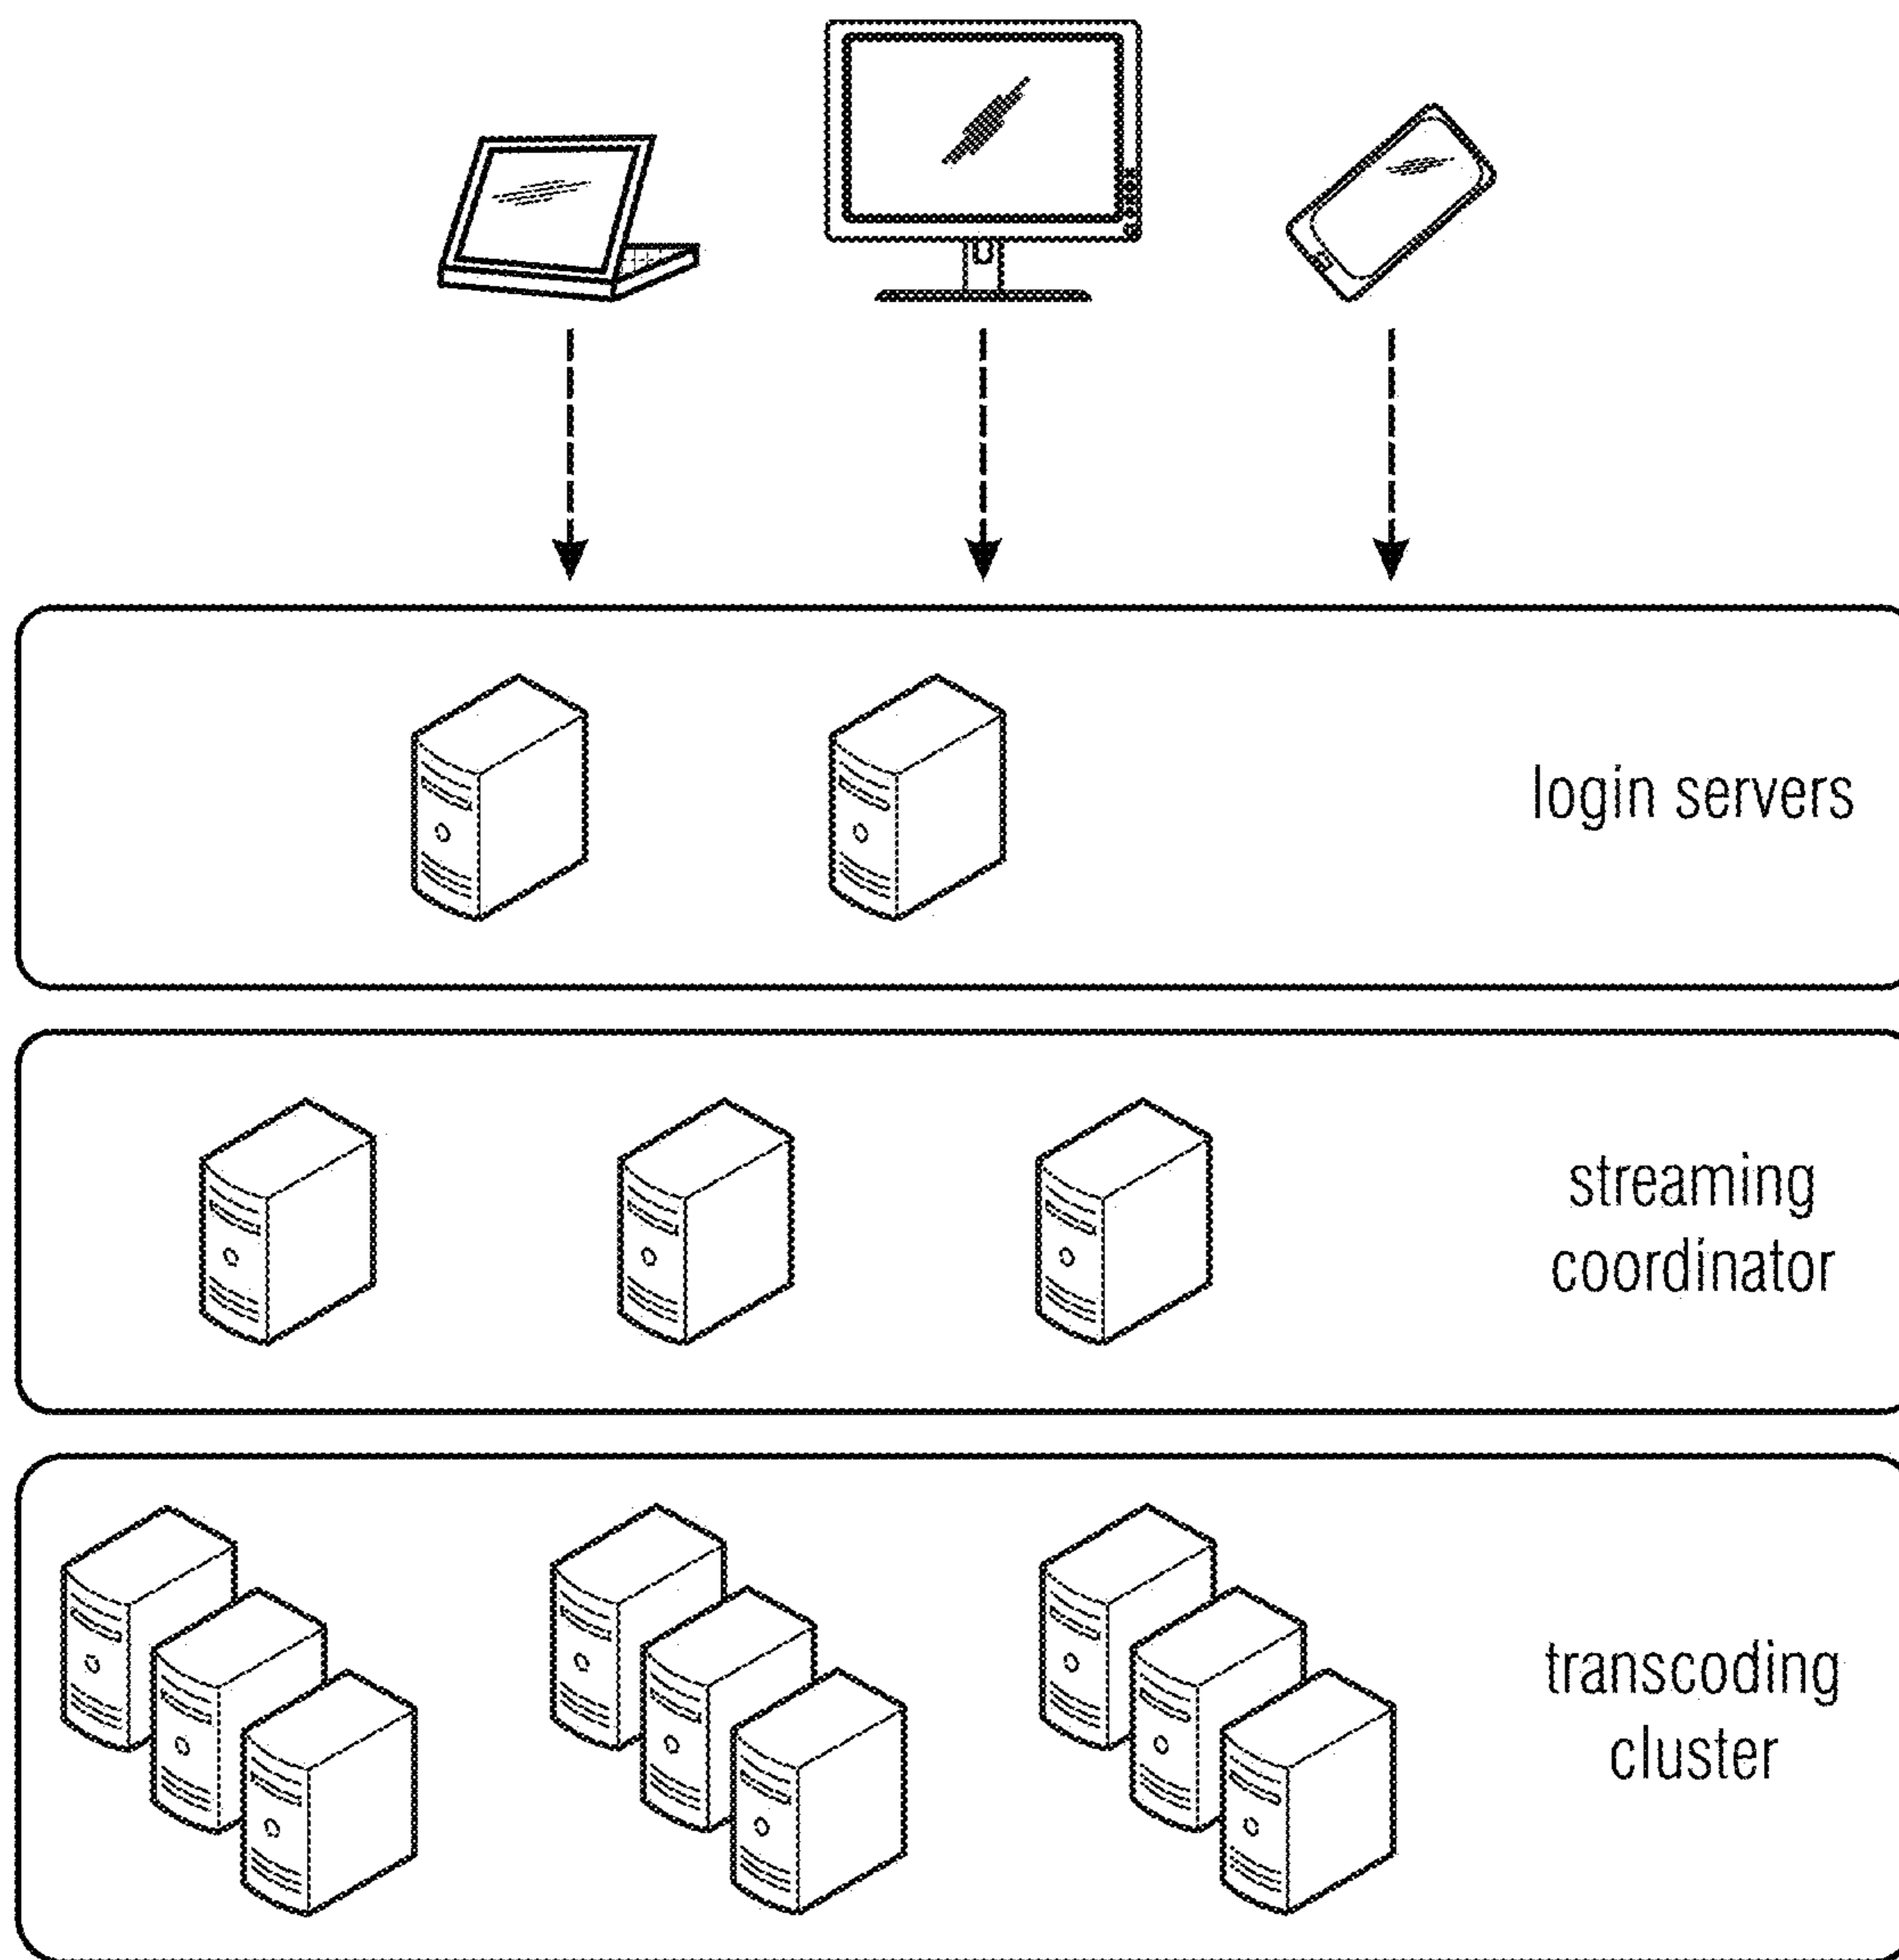 login servers
streaming
coordinator
transcoding
cluster